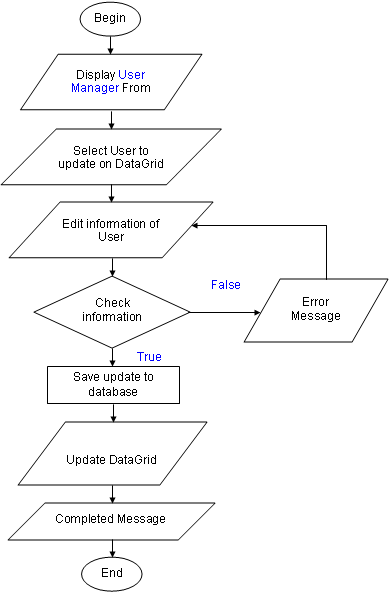 Begin
Display User
Manager From
Select User to
update on DataGrid
Edit information of
User
False
Check
information
Error
Message
True
Save update to
database
Update DataGrid
Completed Message
End